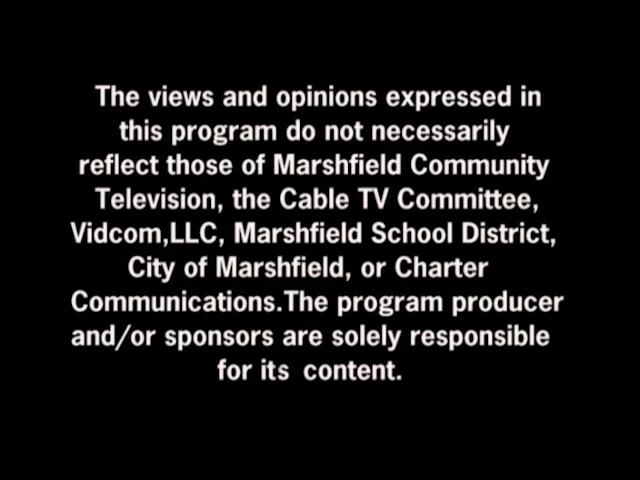 The views and opinions expressed in
this program do not necessarily
reflect those of Marshfield Community
Television, the Cable TV Committee,
Vidcom,LLC, Marshfield School District,
City of Marshfield, or Charter
Communications.The program producer
and/or sponsors are solely responsible
for its content.